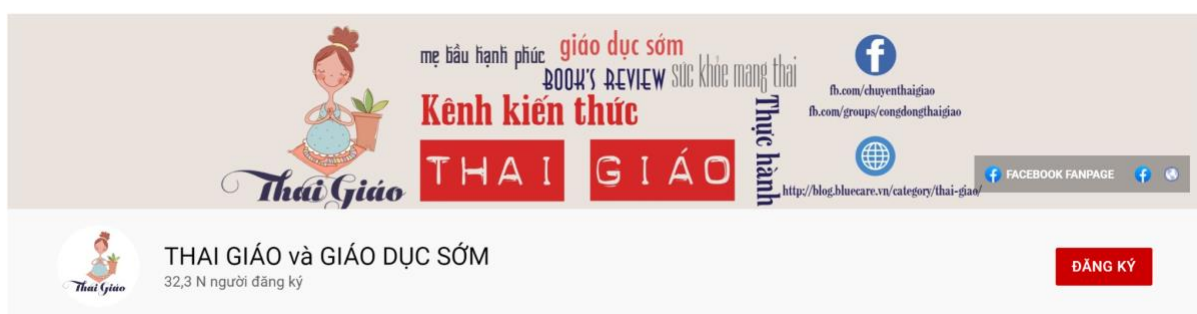 mẹ bầu hạnh phúc giáo dục sớm
BOOK'S REVIEW sức khỏe mang thai
Kênh kiến thức
THAI GIÁO
Thực hành
Thai Giáo
fb.com/chuyenthaigiao
fb.com/groups/congdongthaigiao
http://blog.bluecare.vn/category/thai-giao/
FACEBOOK FANPAGE
Thai Giáo
THAI GIÁO và GIÁO DỤC SỚM
32,3 N người đăng ký
ĐĂNG KÝ